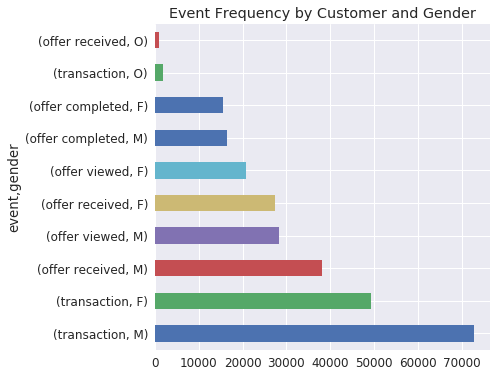 Event Frequency by Customer and Gender
(offer received, O)
(transaction, O)
(offer completed, F)
(offer completed, M)
(offer viewed, F)
(offer received, F)
(offer viewed, M)
(offer received, M)
(transaction, F)
(transaction, M)
event,gender
0 10000 20000 30000 40000 50000 60000 70000